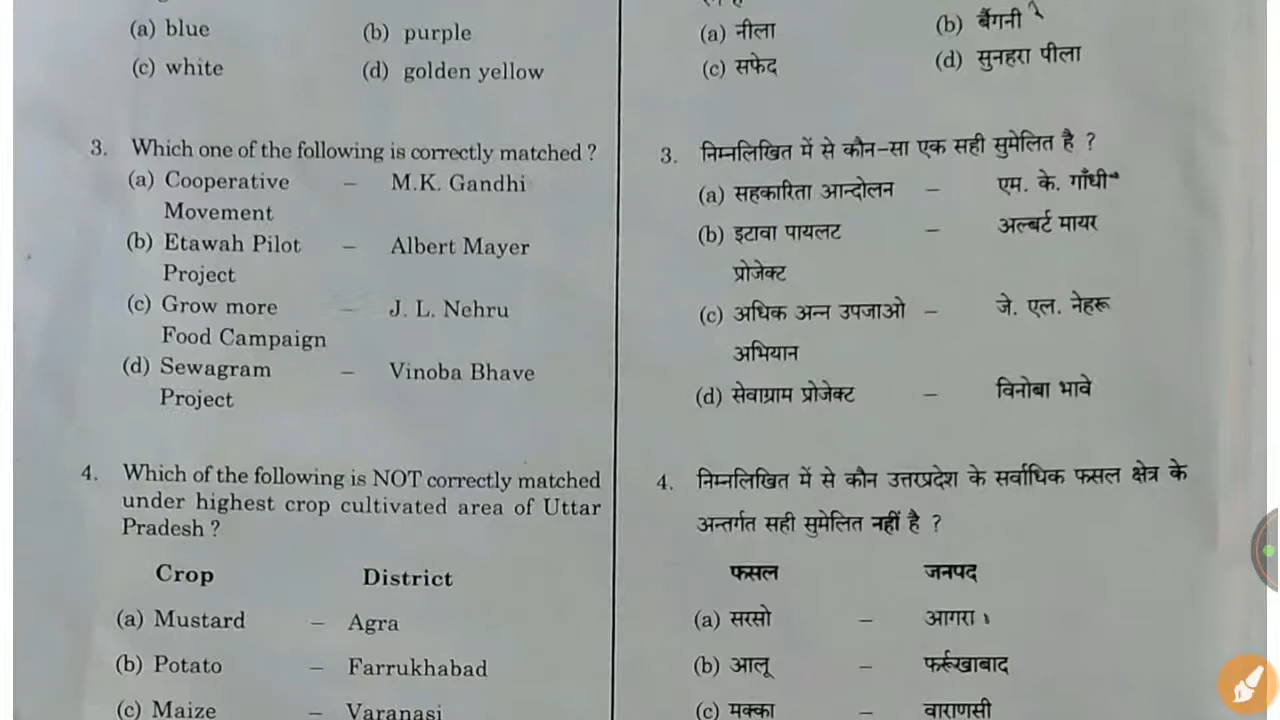 (a) blue
(b) purple
(c) white
(d) golden yellow
3. Which one of the following is correctly matched ?
(a) Cooperative – M.K. Gandhi
Movement
(b) Etawah Pilot – Albert Mayer
Project
(c) Grow more – J. L. Nehru
Food Campaign
(d) Sewagram – Vinoba Bhave
Project
4. Which of the following is NOT correctly matched
under highest crop cultivated area of Uttar
Pradesh ?
Crop District
(a) Mustard – Agra
(b) Potato – Farrukhabad
(c) Maize – Varanasi
(a) नीला
(b) बैंगनी
(c) सफेद
(d) सुनहरा पीला
3. निम्नलिखित में से कौन-सा एक सही सुमेलित है ?
(a) सहकारिता आन्दोलन – एम. के. गाँधी
(b) इटावा पायलट – अल्बर्ट मायर
प्रोजेक्ट
(c) अधिक अन्न उपजाओ – जे. एल. नेहरू
अभियान
(d) सेवाग्राम प्रोजेक्ट – विनोबा भावे
4. निम्नलिखित में से कौन उत्तरप्रदेश के सर्वाधिक फसल क्षेत्र के
अन्तर्गत सही सुमेलित नहीं है ?
फसल जनपद
(a) सरसो – आगरा
(b) आलू – फर्रूखाबाद
(c) मक्का – वाराणसी